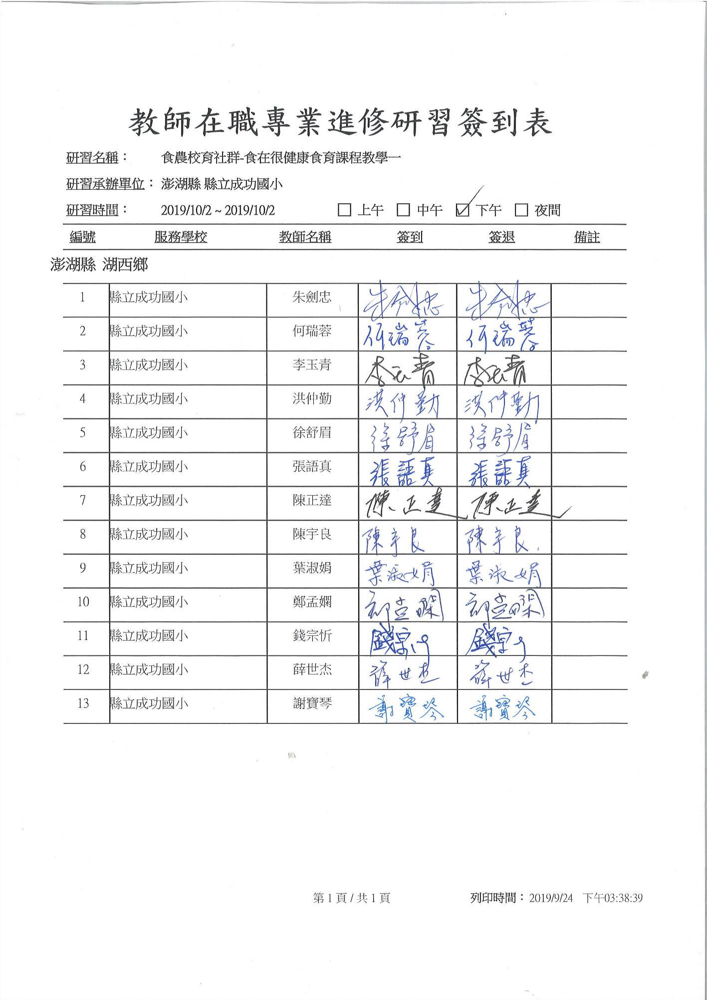 教師在職專業進修研習簽到表
研習名稱： 食農校育社群-食在很健康食育課程教學一
研習承辦單位： 澎湖縣 縣立成功國小
研習時間： 2019/10/2 ~ 2019/10/2 □ 上午 □ 中午 ☑ 下午 □ 夜間
編號 服務學校 教師名稱 簽到 簽退 備註
澎湖縣 湖西鄉
1 縣立成功國小 朱劍忠 朱劍忠 朱劍忠
2 縣立成功國小 何瑞蓉 何瑞蓉 何瑞蓉
3 縣立成功國小 李玉青 李玉青 李玉青
4 縣立成功國小 洪仲勤 洪仲勤 洪仲勤
5 縣立成功國小 徐舒眉 徐舒眉 徐舒眉
6 縣立成功國小 張語真 張語真 張語真
7 縣立成功國小 陳正達 陳正達 陳正達
8 縣立成功國小 陳宇良 陳宇良 陳宇良
9 縣立成功國小 葉淑娟 葉淑娟 葉淑娟
10 縣立成功國小 鄭孟嫻 鄭孟嫻 鄭孟嫻
11 縣立成功國小 錢宗忻 錢宗忻 錢宗忻
12 縣立成功國小 薛世杰 薛世杰 薛世杰
13 縣立成功國小 謝寶琴 謝寶琴 謝寶琴
第 1 頁 / 共 1 頁 列印時間： 2019/9/24 下午03:38:39